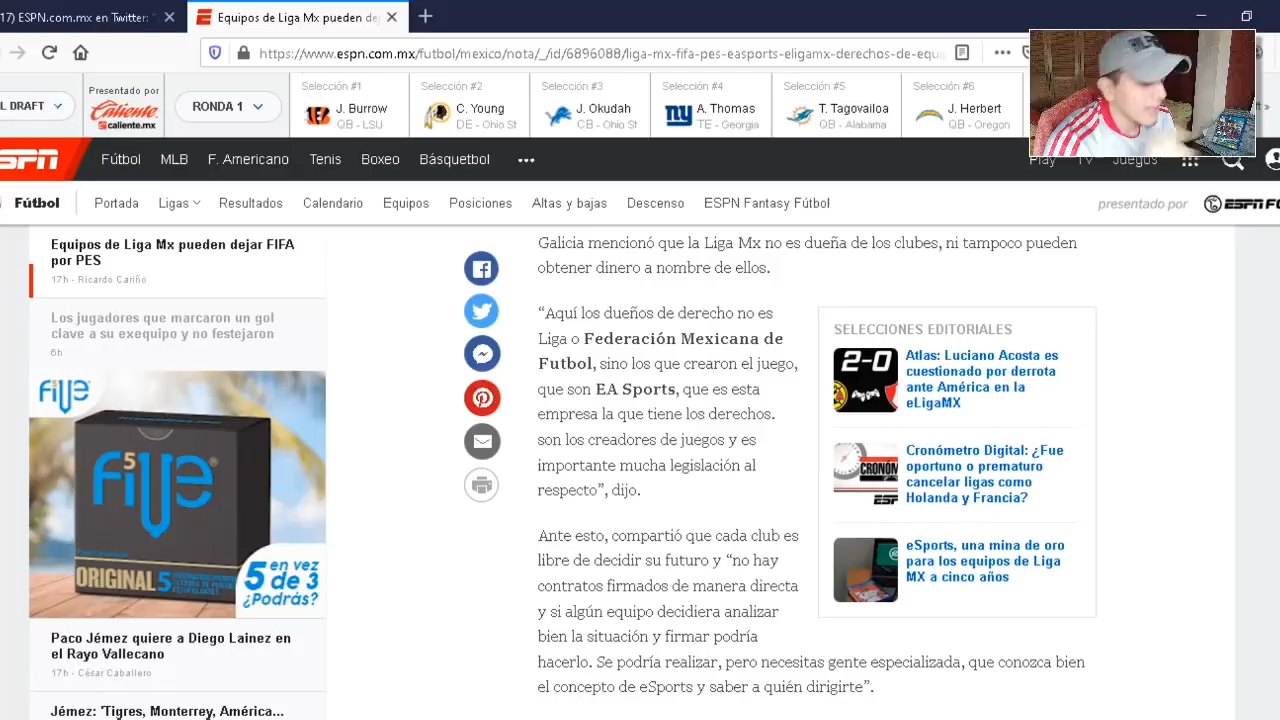 17) ESPN.com.mx en Twitter: "
Equipos de Liga Mx pueden de
https://www.espn.com.mx/futbol/mexico/nota/_/id/6896088/liga-mx-fifa-pes-easports-eligamx-derechos-de-equi
L DRAFT
Presentado por
Caliente
caliente.mx
RONDA 1
Selección #1
J. Burrow
QB - LSU
Selección #2
C. Young
DE - Ohio St
Selección #3
J. Okudah
CB - Ohio St
Selección #4
A. Thomas
TE - Georgia
Selección #5
T. Tagovailoa
QB - Alabama
Selección #6
J. Herbert
QB - Oregon
ESPN
Fútbol
MLB
F. Americano
Tenis
Boxeo
Básquetbol
Play
TV
Juegos
Fútbol
Portada
Ligas
Resultados
Calendario
Equipos
Posiciones
Altas y bajas
Descenso
ESPN Fantasy Fútbol
presentado por
ESPN FC
Equipos de Liga Mx pueden dejar FIFA
por PES
17h - Ricardo Cariño
Los jugadores que marcaron un gol
clave a su exequipo y no festejaron
6h
five
five
5
ORIGINAL 5
5 en vez
de 3
¿Podrás?
Paco Jémez quiere a Diego Lainez en
el Rayo Vallecano
17h - César Caballero
Jémez: 'Tigres, Monterrey, América...
Galicia mencionó que la Liga Mx no es dueña de los clubes, ni tampoco pueden
obtener dinero a nombre de ellos.
“Aquí los dueños de derecho no es
Liga o Federación Mexicana de
Futbol, sino los que crearon el juego,
que son EA Sports, que es esta
empresa la que tiene los derechos.
son los creadores de juegos y es
importante mucha legislación al
respecto”, dijo.
Ante esto, compartió que cada club es
libre de decidir su futuro y “no hay
contratos firmados de manera directa
y si algún equipo decidiera analizar
bien la situación y firmar podría
hacerlo. Se podría realizar, pero necesitas gente especializada, que conozca bien
el concepto de eSports y saber a quién dirigirte”.
SELECCIONES EDITORIALES
2-0
Atlas: Luciano Acosta es
cuestionado por derrota
ante América en la
eLigaMX
CRONÓM
ESP
Cronómetro Digital: ¿Fue
oportuno o prematuro
cancelar ligas como
Holanda y Francia?
eSports, una mina de oro
para los equipos de Liga
MX a cinco años